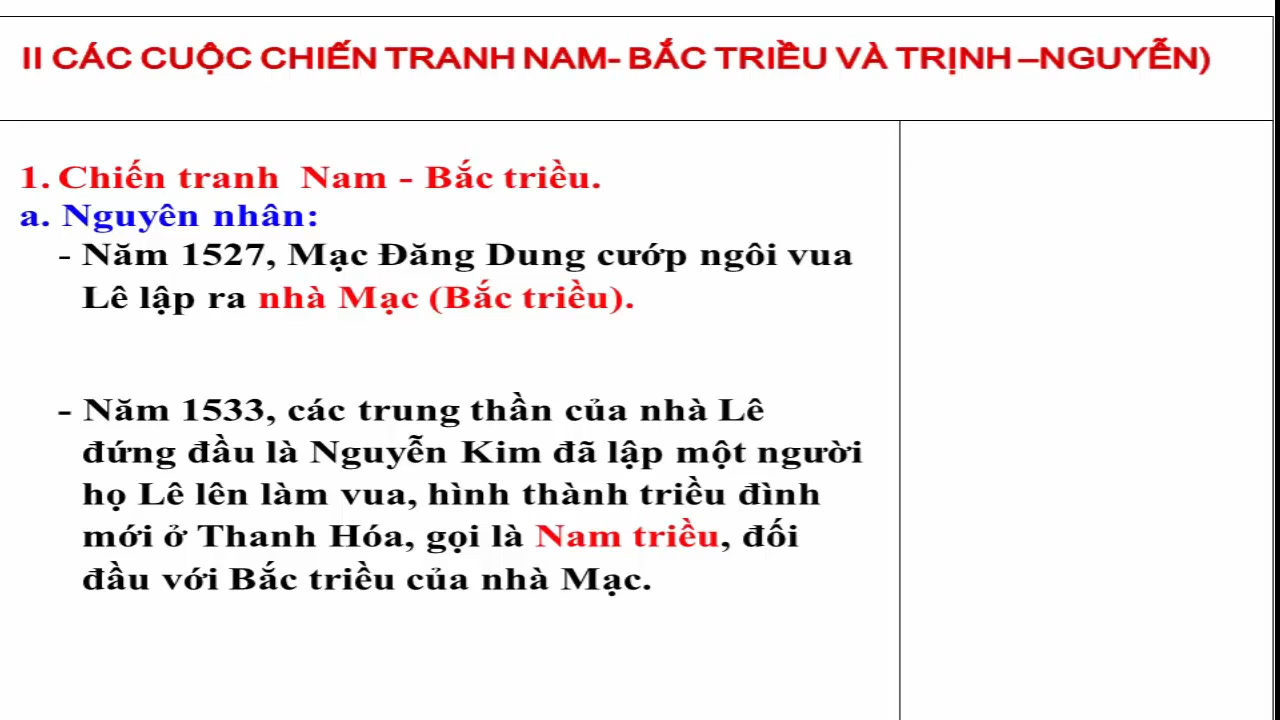 II CÁC CUỘC CHIẾN TRANH NAM- BẮC TRIỀU VÀ TRỊNH –NGUYỄN)
1. Chiến tranh Nam - Bắc triều.
a. Nguyên nhân:
- Năm 1527, Mạc Đăng Dung cướp ngôi vua
Lê lập ra nhà Mạc (Bắc triều).
- Năm 1533, các trung thần của nhà Lê
đứng đầu là Nguyễn Kim đã lập một người
họ Lê lên làm vua, hình thành triều đình
mới ở Thanh Hóa, gọi là Nam triều, đối
đầu với Bắc triều của nhà Mạc.